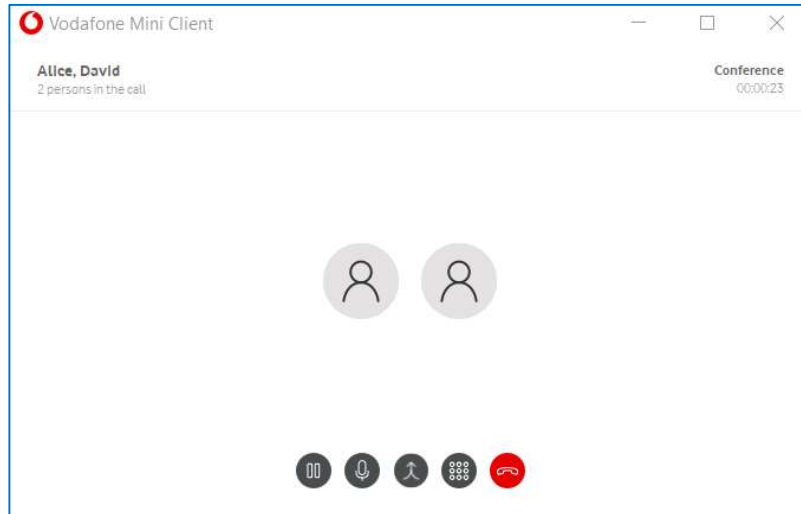 Vodafone Mini Client
Alice, David
2 persons in the call
Conference
00:00:23